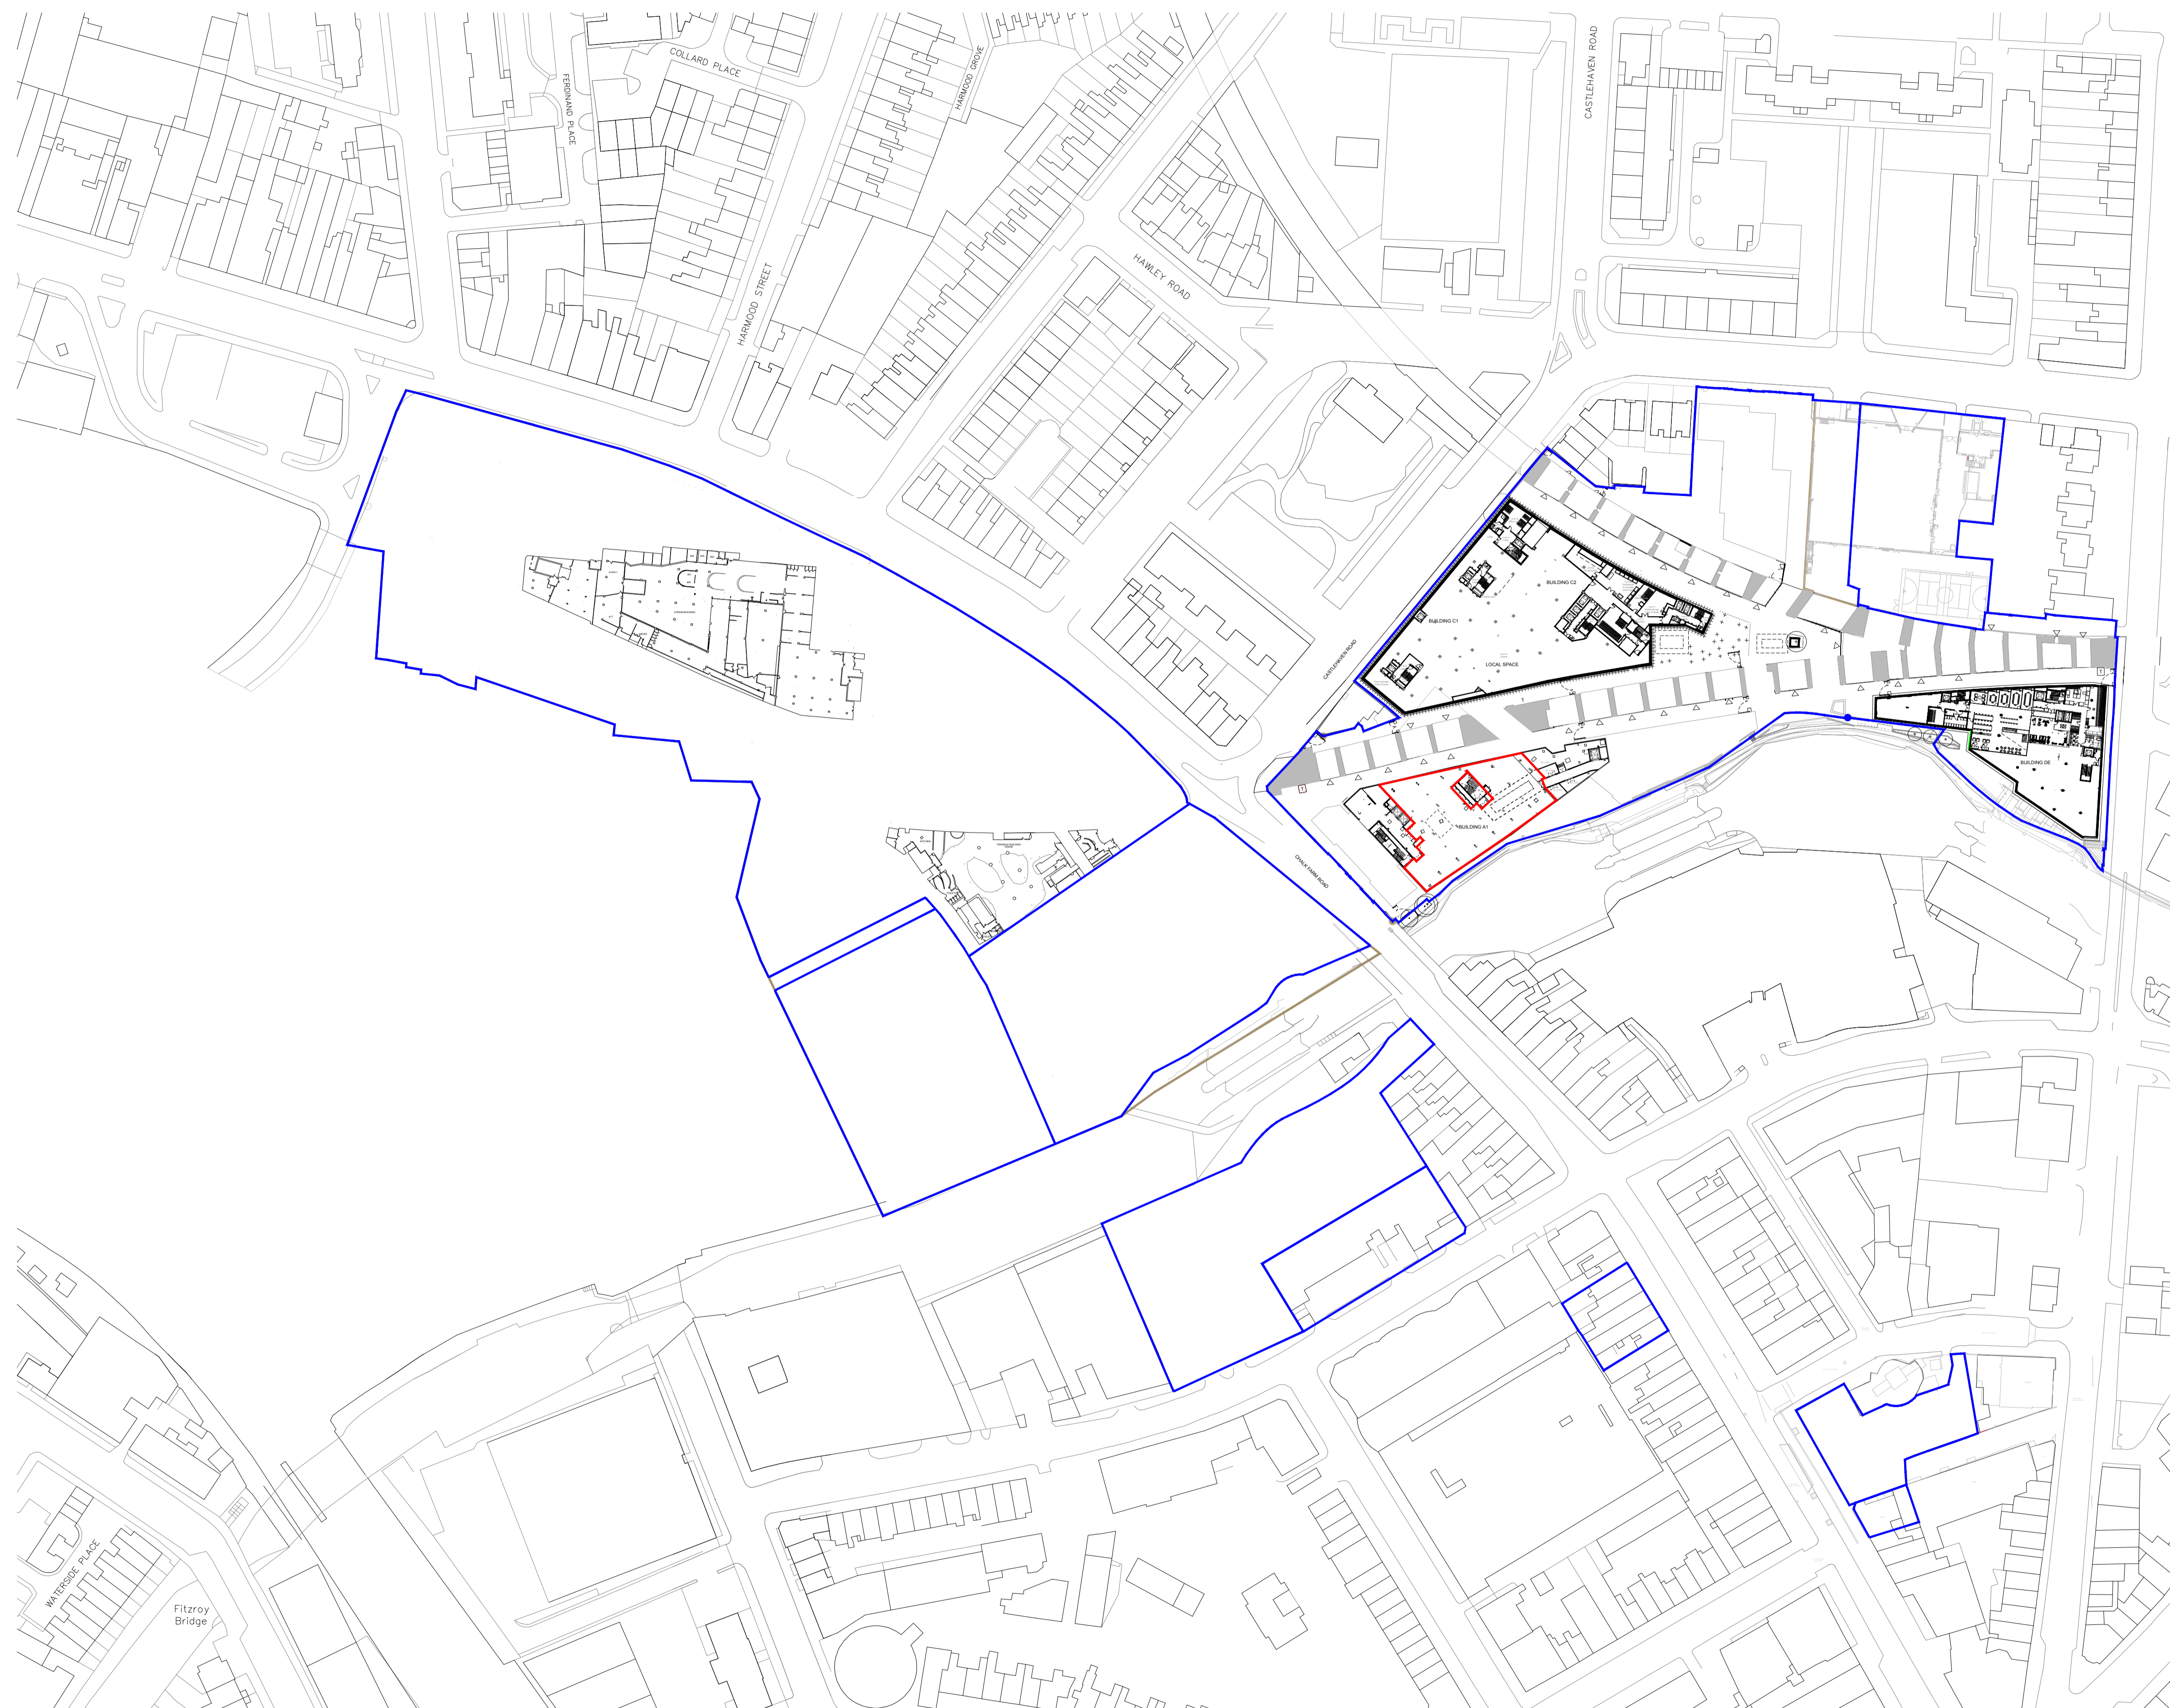 COLLARD PLACE
FERDINAND PLACE
HARMOOD GROVE
CASTLEHAVEN ROAD
HAWLEY ROAD
HARMOOD STREET
BUILDING C2
BUILDING C1
LOCAL SPACE
CASTLEHAVEN ROAD
BUILDING DE
BUILDING A1
CHALK FARM ROAD
WATERSIDE PLACE
Fitzroy
Bridge